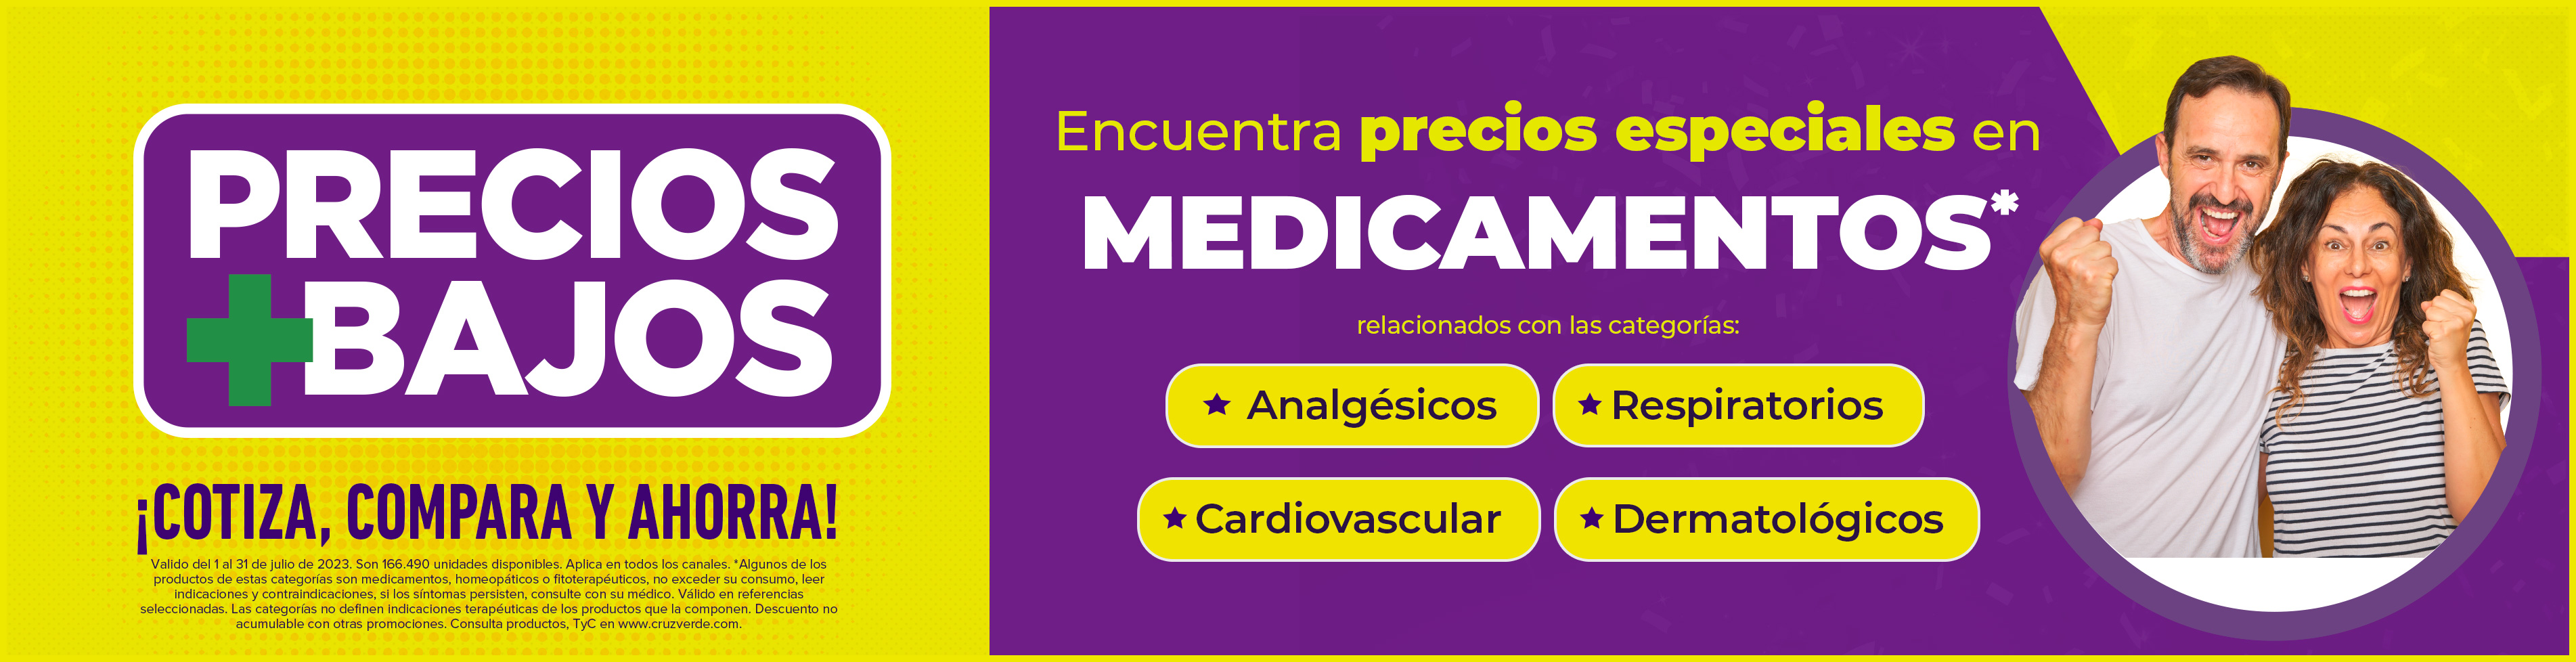 PRECIOS
+BAJOS
¡COTIZA, COMPARA Y AHORRA!
Valido del 1 al 31 de julio de 2023. Son 166.490 unidades disponibles. Aplica en todos los canales. *Algunos de los
productos de estas categorías son medicamentos, homeopáticos o fitoterapéuticos, no exceder su consumo, leer
indicaciones y contraindicaciones, si los síntomas persisten, consulte con su médico. Válido en referencias
seleccionadas. Las categorías no definen indicaciones terapéuticas de los productos que la componen. Descuento no
acumulable con otras promociones. Consulta productos, TyC en www.cruzverde.com.
Encuentra precios especiales en
MEDICAMENTOS*
relacionados con las categorías:
★ Analgésicos
★ Respiratorios
★ Cardiovascular
★ Dermatológicos